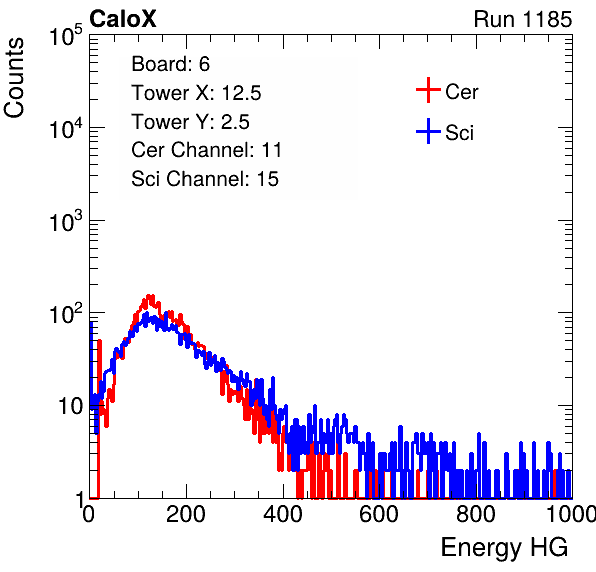 CaloX Run 1185
Counts
10^5
10^4
10^3
10^2
10
1
Board: 6
Tower X: 12.5
Tower Y: 2.5
Cer Channel: 11
Sci Channel: 15
Cer
Sci
0 200 400 600 800 1000
Energy HG